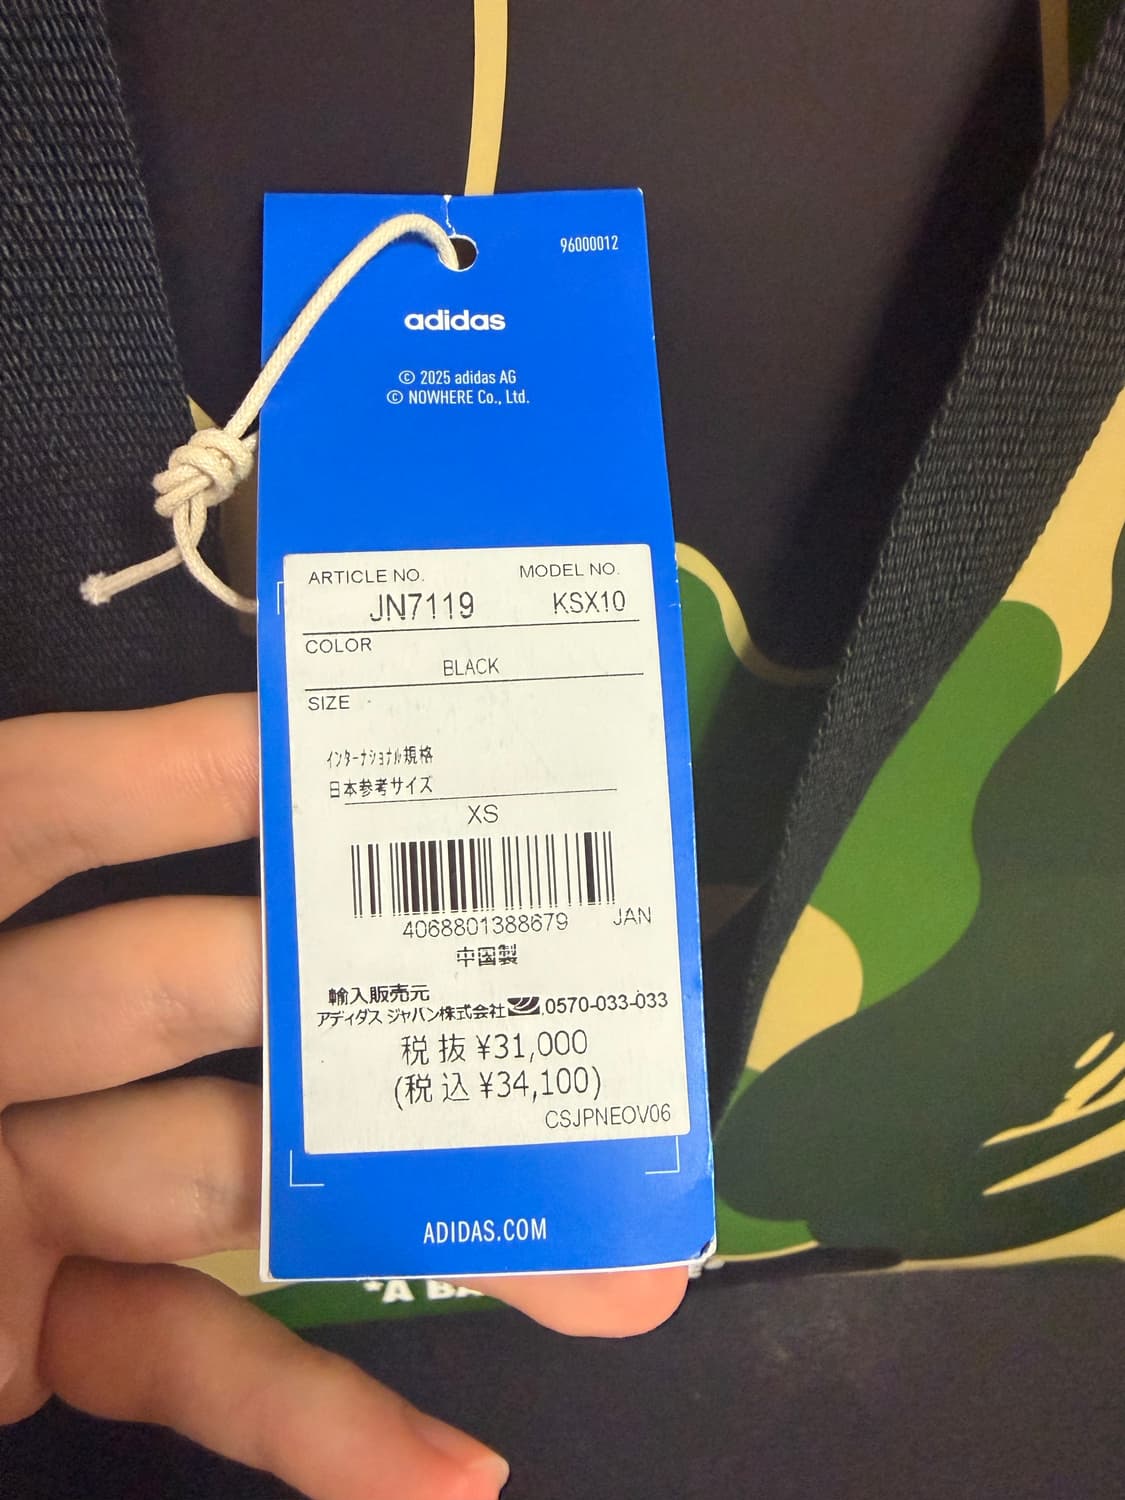 96000012
adidas
© 2025 adidas AG
© NOWHERE Co., Ltd.
ARTICLE NO. MODEL NO.
JN7119 KSX10
COLOR
BLACK
SIZE
インターナショナル規格
日本参考サイズ
XS
4068801388679 JAN
中国製
輸入販売元
アディダス ジャパン株式会社 0570-033-033
税抜 ¥31,000
(税込 ¥34,100)
CSJPNEOV06
ADIDAS.COM
"A BA